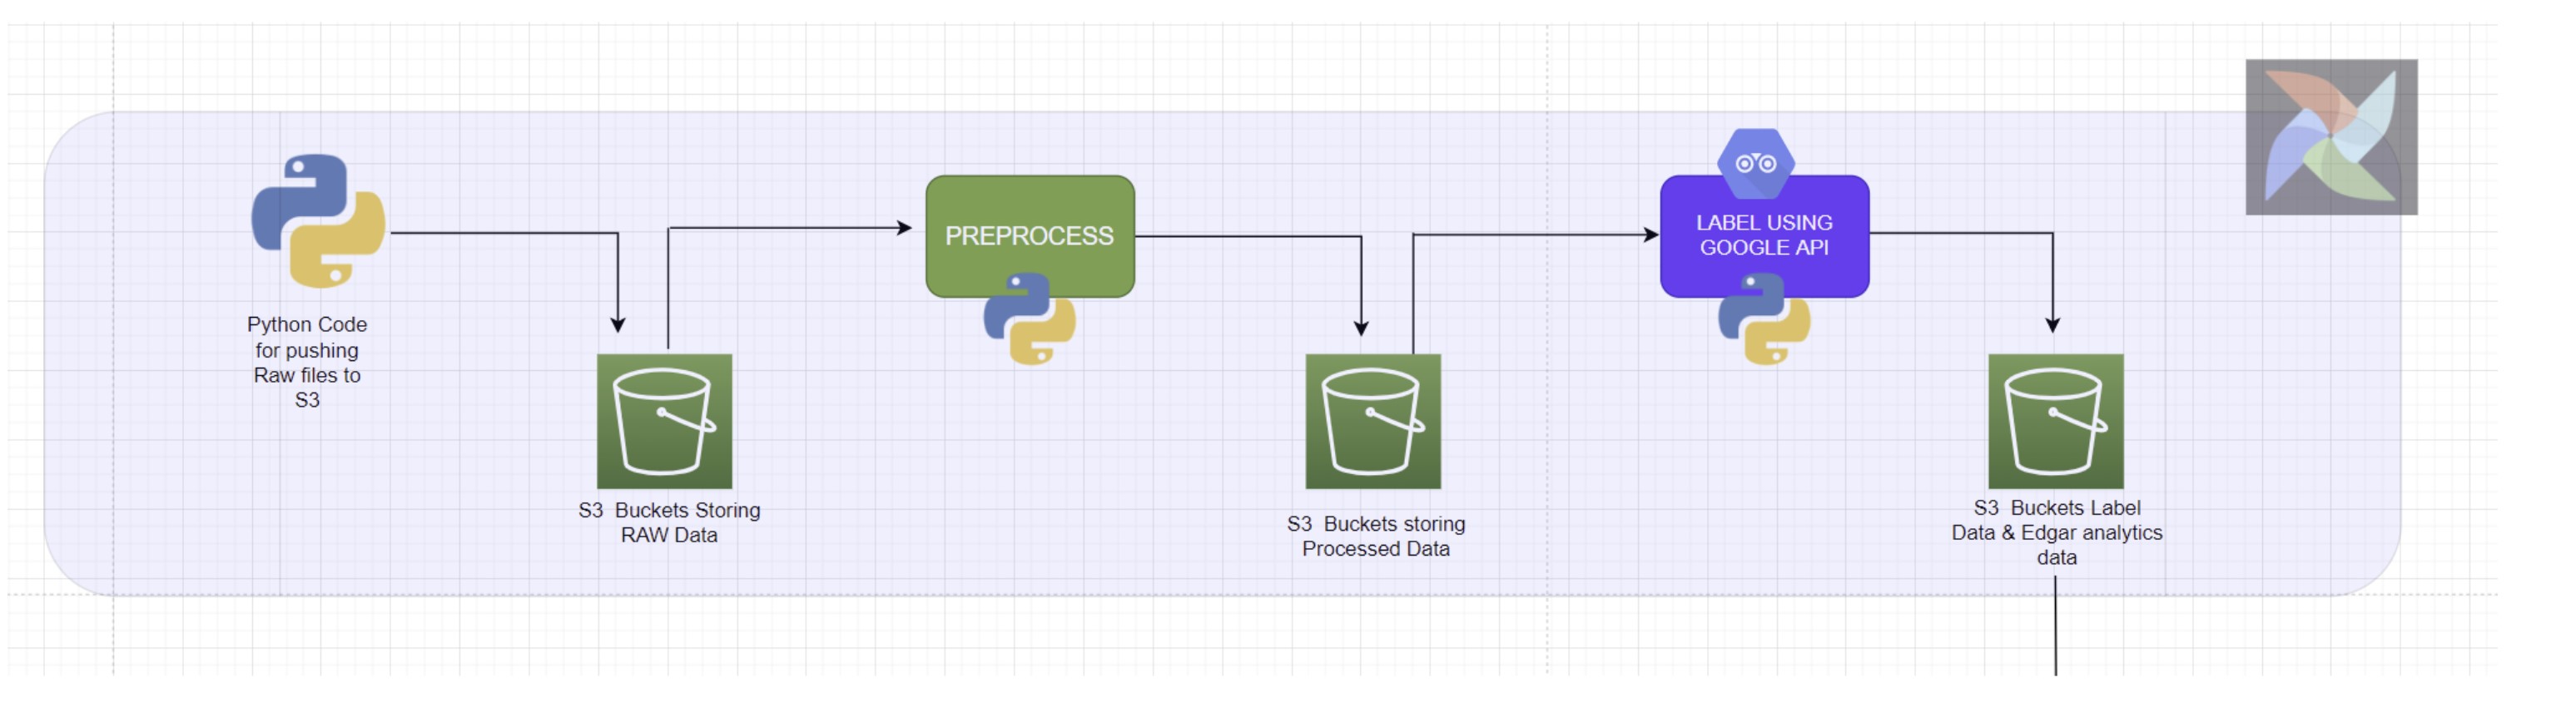 Python Code
for pushing
Raw files to
S3
S3 Buckets Storing
RAW Data
PREPROCESS
S3 Buckets storing
Processed Data
LABEL USING
GOOGLE API
S3 Buckets Label
Data & Edgar analytics
data